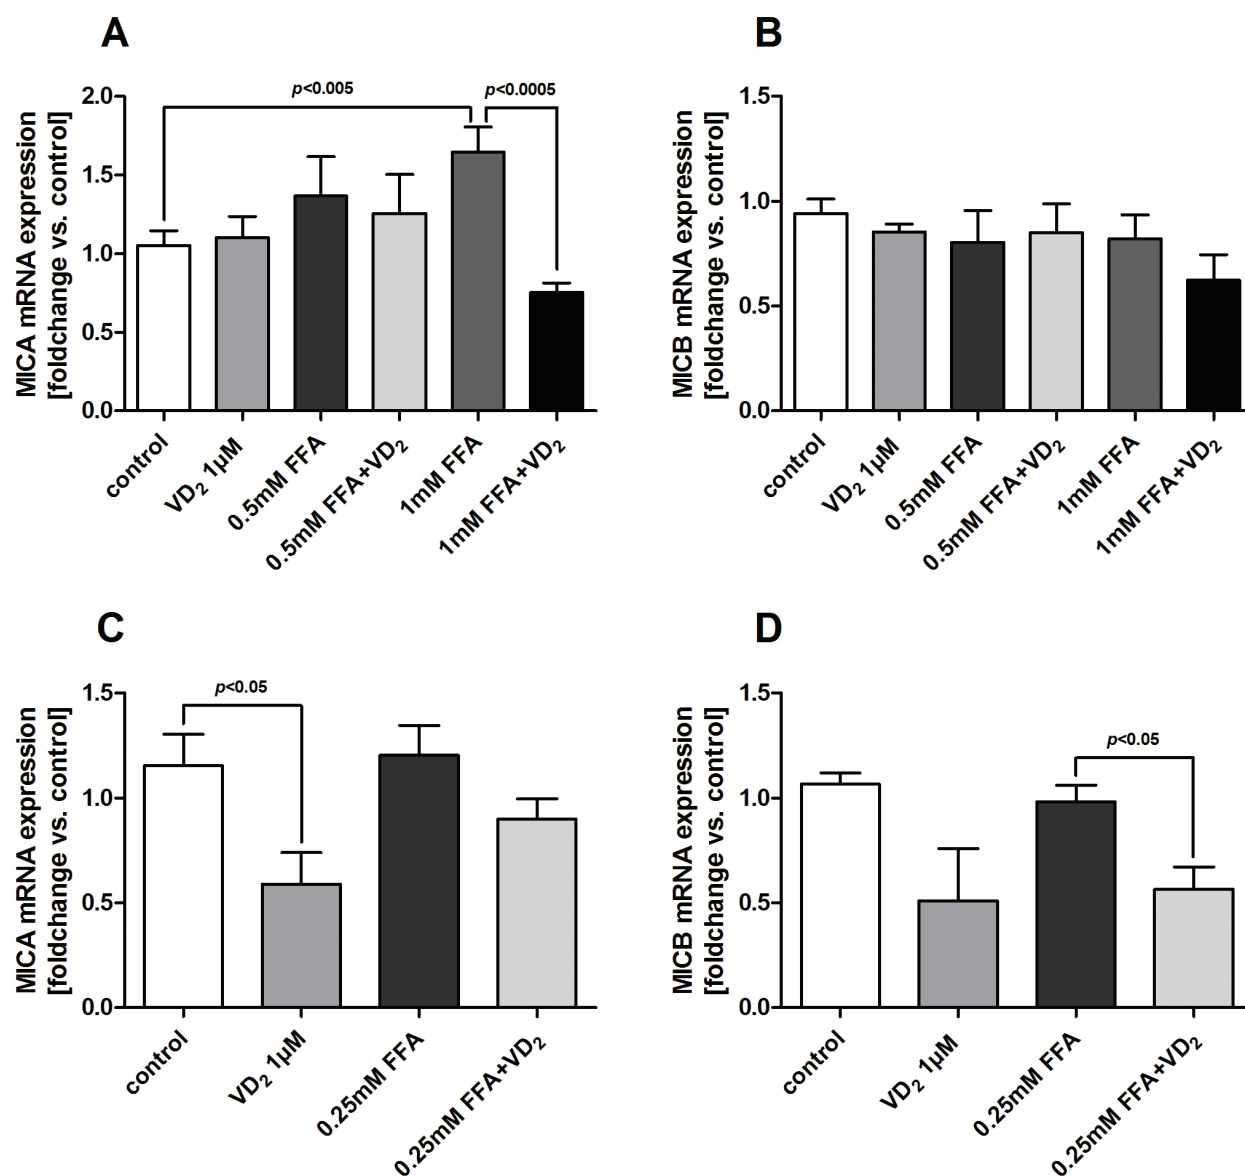 A
MICA mRNA expression
[foldchange vs. control]
2.0
1.5
1.0
0.5
0.0
p<0.005
p<0.0005
control
VD₂ 1µM
0.5mM FFA
0.5mM FFA+VD₂
1mM FFA
1mM FFA+VD₂
B
MICB mRNA expression
[foldchange vs. control]
1.5
1.0
0.5
0.0
control
VD₂ 1µM
0.5mM FFA
0.5mM FFA+VD₂
1mM FFA
1mM FFA+VD₂
C
MICA mRNA expression
[foldchange vs. control]
1.5
1.0
0.5
0.0
p<0.05
control
VD₂ 1µM
0.25mM FFA
0.25mM FFA+VD₂
D
MICB mRNA expression
[foldchange vs. control]
1.5
1.0
0.5
0.0
p<0.05
control
VD₂ 1µM
0.25mM FFA
0.25mM FFA+VD₂